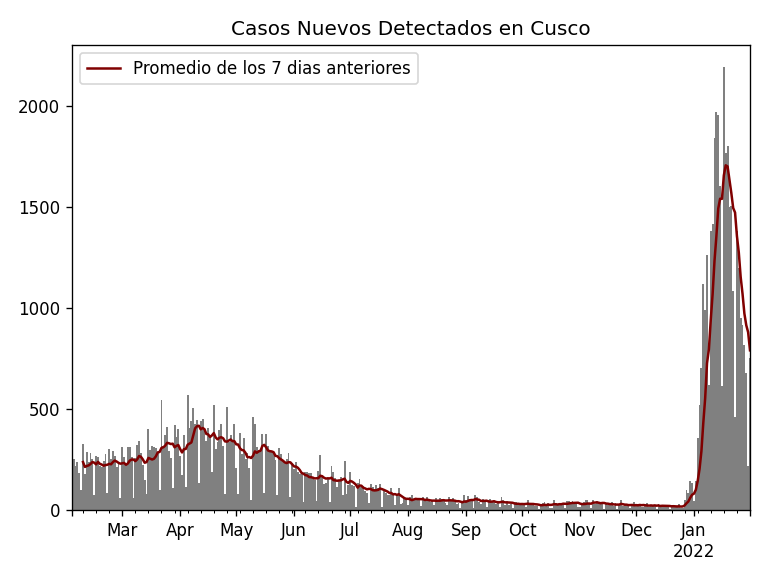 Casos Nuevos Detectados en Cusco
Promedio de los 7 dias anteriores
2000
1500
1000
500
0
Mar Apr May Jun Jul Aug Sep Oct Nov Dec Jan
2022